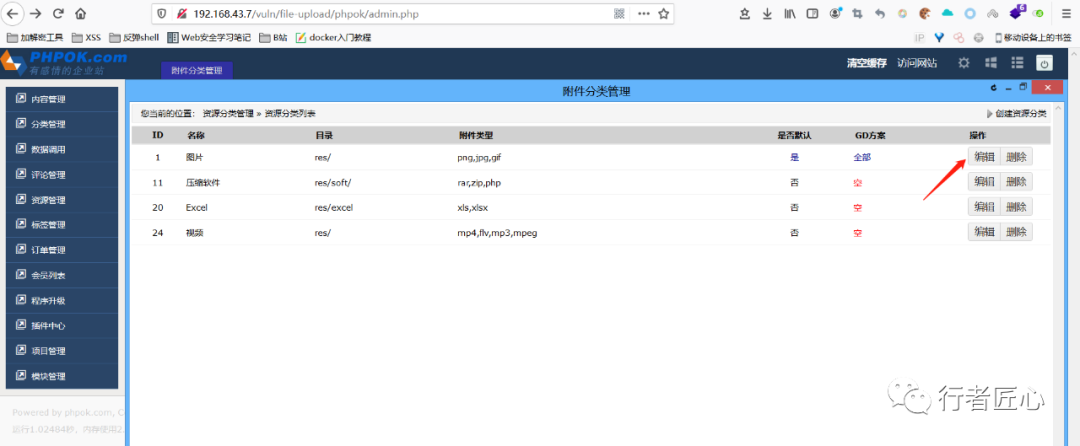 192.168.43.7/vuln/file-upload/phpok/admin.php
6
加解密工具 XSS 反弹shell Web安全学习笔记 B站 docker入门教程 IP 移动设备上的书签
PHPOK.com
有感情的企业站
附件分类管理 清空缓存 访问网站
附件分类管理
内容管理
分类管理
数据调用
评论管理
资源管理
标签管理
订单管理
会员列表
程序升级
插件中心
项目管理
模块管理
您当前的位置: 资源分类管理 » 资源分类列表 创建资源分类
ID 名称 目录 附件类型 是否默认 GD方案 操作
1 图片 res/ png,jpg,gif 是 全部 编辑 删除
11 压缩软件 res/soft/ rar,zip,php 否 空 编辑 删除
20 Excel res/excel xls,xlsx 否 空 编辑 删除
24 视频 res/ mp4,flv,mp3,mpeg 否 空 编辑 删除
Powered by phpok.com, C
运行1.02484秒, 内存使用2.
行者匠心